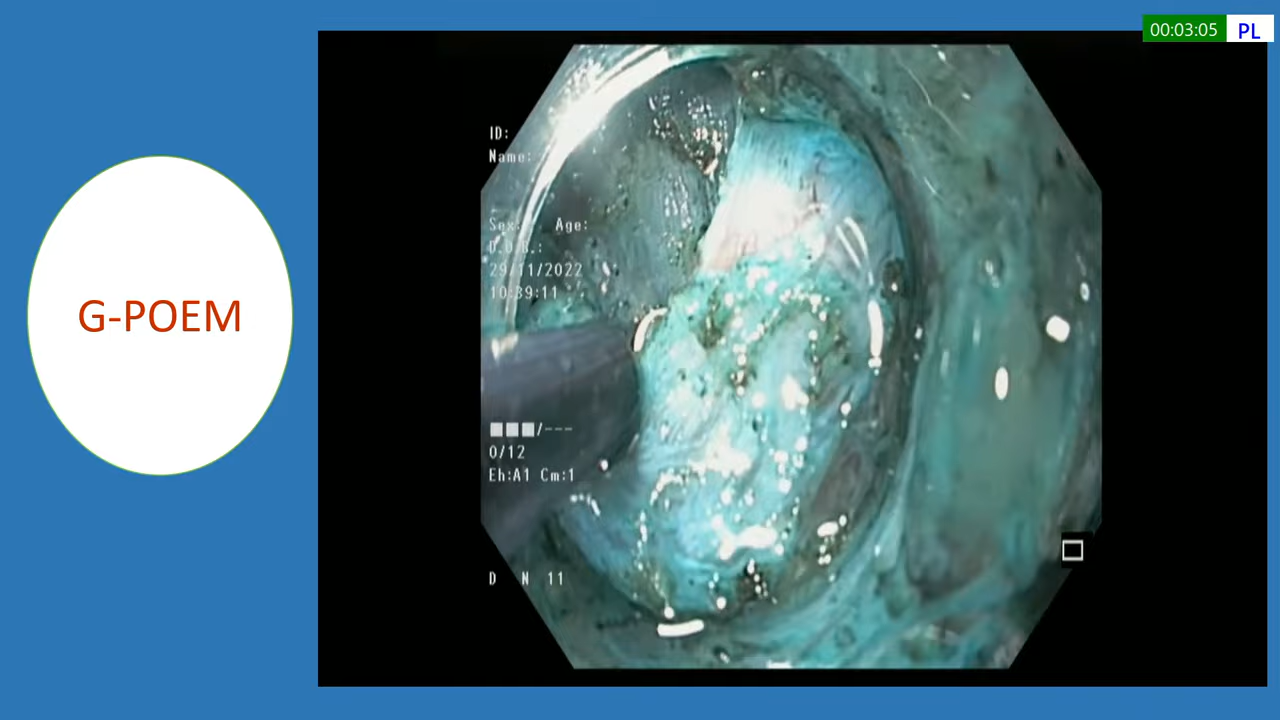 00:03:05 PL
G-POEM
ID:
Name:
Sex: Age:
D.O.B.:
29/11/2022
10:39:11
■■■/---
0/12
Eh:A1 Cm:1
D N 11